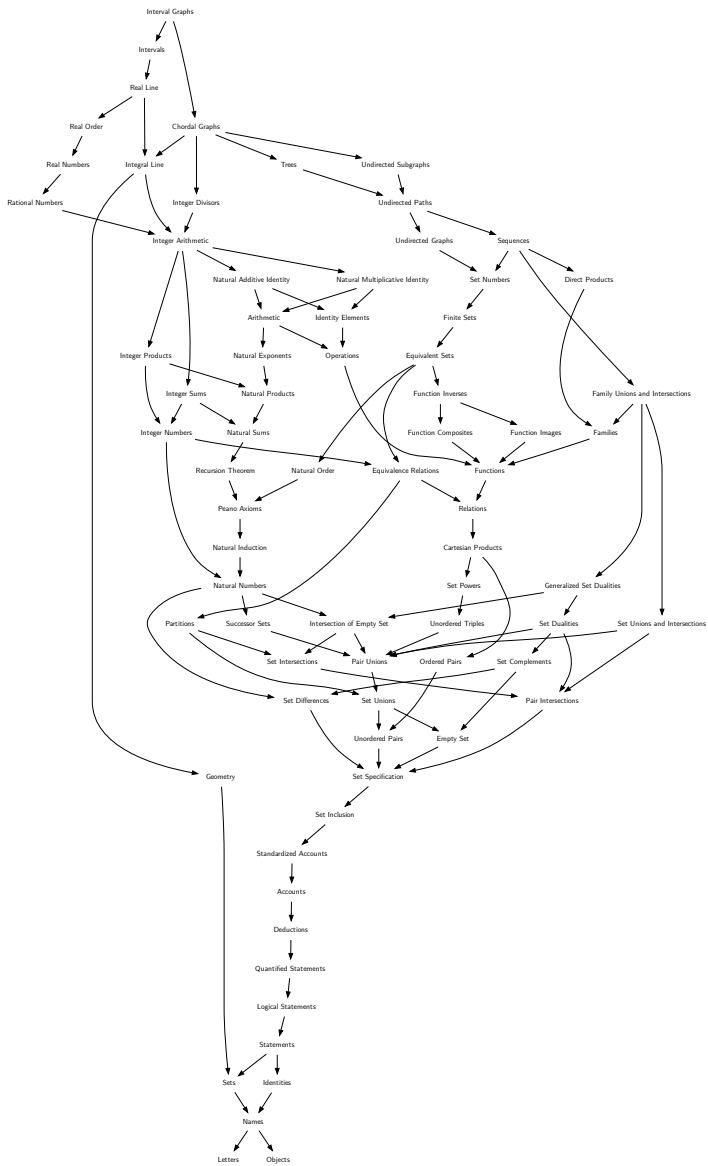 Interval Graphs
Intervals
Real Line
Real Order
Chordal Graphs
Real Numbers
Integral Line
Trees
Undirected Subgraphs
Rational Numbers
Integer Divisors
Undirected Paths
Integer Arithmetic
Undirected Graphs
Sequences
Natural Additive Identity
Natural Multiplicative Identity
Set Numbers
Direct Products
Arithmetic
Identity Elements
Finite Sets
Integer Products
Natural Exponents
Operations
Equivalent Sets
Integer Sums
Natural Products
Function Inverses
Family Unions and Intersections
Integer Numbers
Natural Sums
Function Composites
Function Images
Families
Recursion Theorem
Natural Order
Equivalence Relations
Functions
Peano Axioms
Relations
Natural Induction
Cartesian Products
Natural Numbers
Set Powers
Generalized Set Dualities
Partitions
Successor Sets
Intersection of Empty Set
Unordered Triples
Set Dualities
Set Unions and Intersections
Set Intersections
Pair Unions
Ordered Pairs
Set Complements
Set Differences
Set Unions
Pair Intersections
Unordered Pairs
Empty Set
Geometry
Set Specification
Set Inclusion
Standardized Accounts
Accounts
Deductions
Quantified Statements
Logical Statements
Statements
Sets
Identities
Names
Letters
Objects